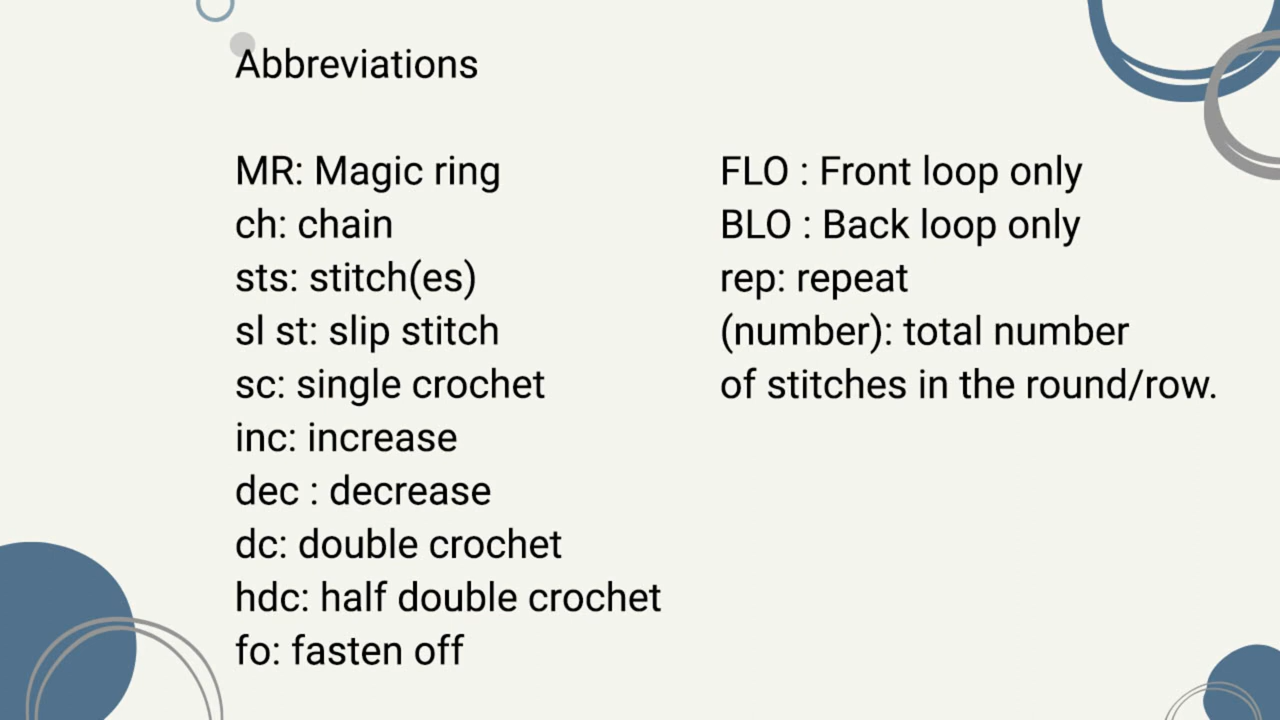 Abbreviations
MR: Magic ring
ch: chain
sts: stitch(es)
sl st: slip stitch
sc: single crochet
inc: increase
dec : decrease
dc: double crochet
hdc: half double crochet
fo: fasten off
FLO : Front loop only
BLO : Back loop only
rep: repeat
(number): total number
of stitches in the round/row.